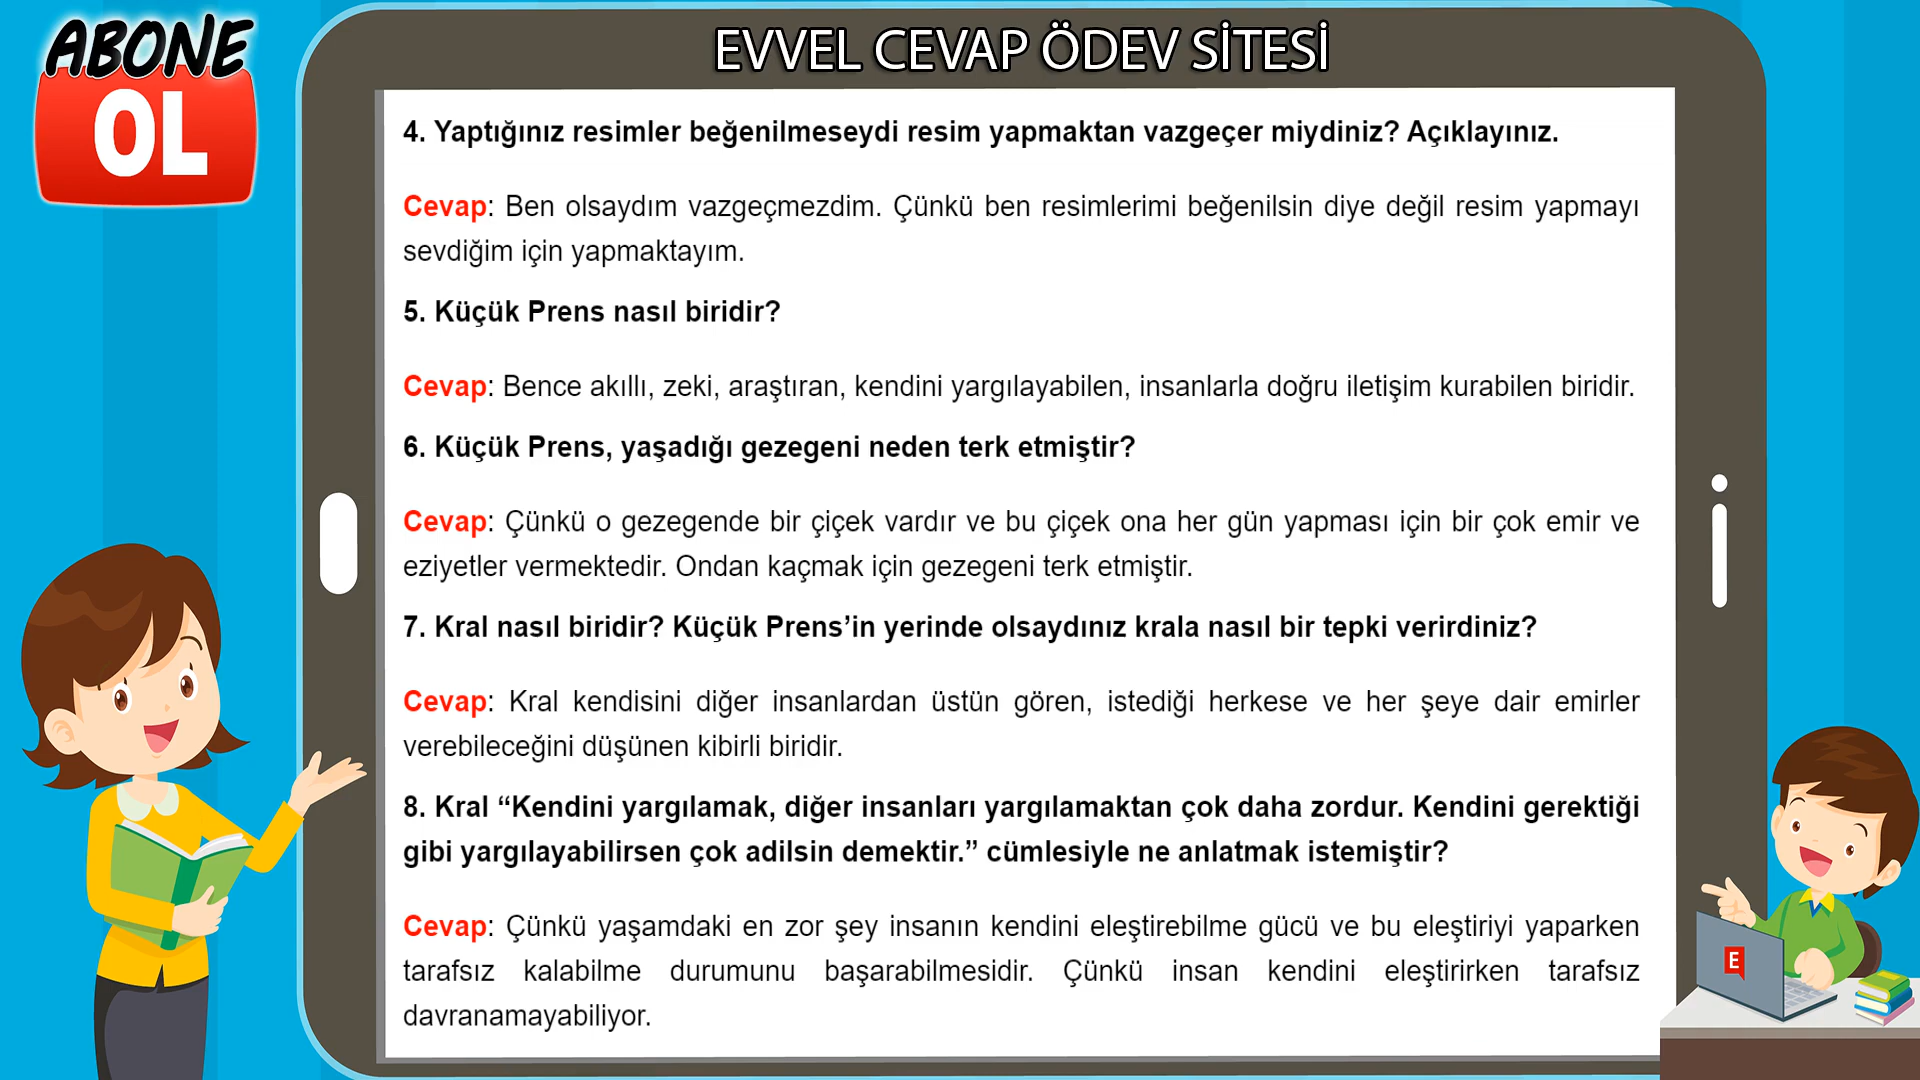 ABONE
OL
EVVEL CEVAP ÖDEV SİTESİ
4. Yaptığınız resimler beğenilmeseydi resim yapmaktan vazgeçer miydiniz? Açıklayınız.
Cevap: Ben olsaydım vazgeçmezdim. Çünkü ben resimlerimi beğenilsin diye değil resim yapmayı
sevdiğim için yapmaktayım.
5. Küçük Prens nasıl biridir?
Cevap: Bence akıllı, zeki, araştıran, kendini yargılayabilen, insanlarla doğru iletişim kurabilen biridir.
6. Küçük Prens, yaşadığı gezegeni neden terk etmiştir?
Cevap: Çünkü o gezegende bir çiçek vardır ve bu çiçek ona her gün yapması için bir çok emir ve
eziyetler vermektedir. Ondan kaçmak için gezegeni terk etmiştir.
7. Kral nasıl biridir? Küçük Prens’in yerinde olsaydınız krala nasıl bir tepki verirdiniz?
Cevap: Kral kendisini diğer insanlardan üstün gören, istediği herkese ve her şeye dair emirler
verebileceğini düşünen kibirli biridir.
8. Kral “Kendini yargılamak, diğer insanları yargılamaktan çok daha zordur. Kendini gerektiği
gibi yargılayabilirsen çok adilsin demektir.” cümlesiyle ne anlatmak istemiştir?
Cevap: Çünkü yaşamdaki en zor şey insanın kendini eleştirebilme gücü ve bu eleştiriyi yaparken
tarafsız kalabilme durumunu başarabilmesidir. Çünkü insan kendini eleştirirken tarafsız
davranamayabiliyor.
E